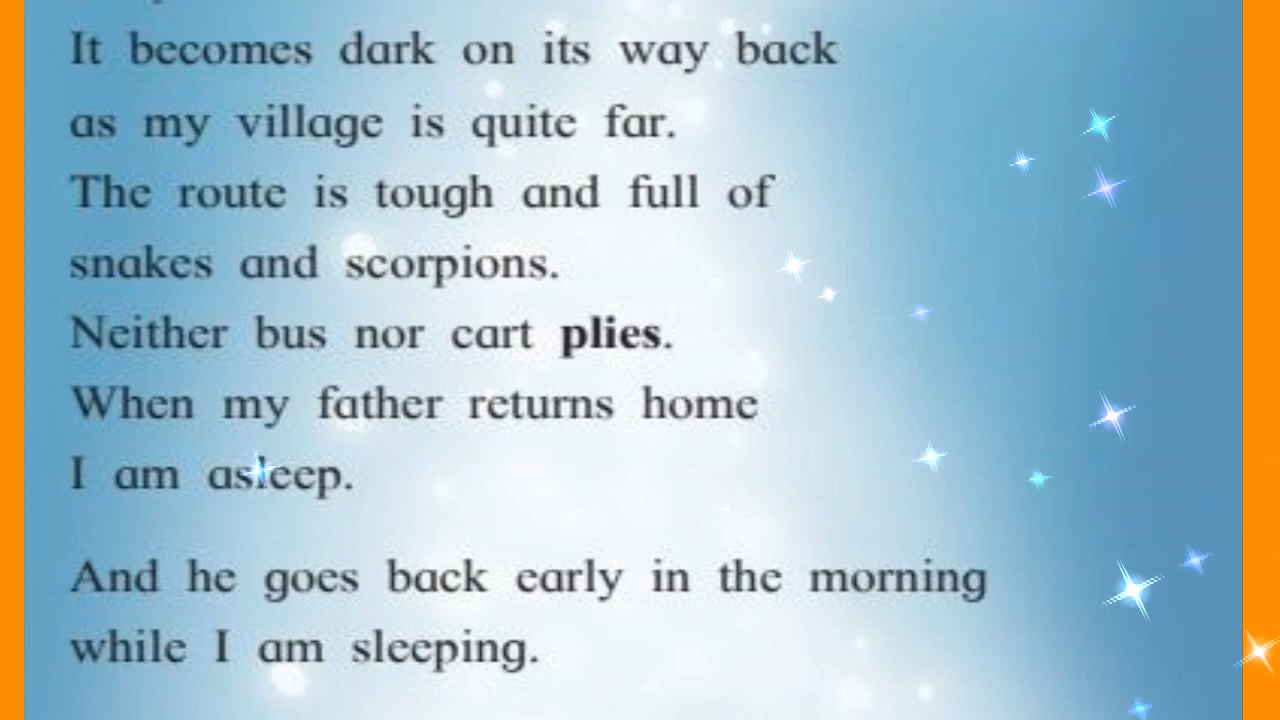 It becomes dark on its way back
as my village is quite far.
The route is tough and full of
snakes and scorpions.
Neither bus nor cart plies.
When my father returns home
I am asleep.
And he goes back early in the morning
while I am sleeping.